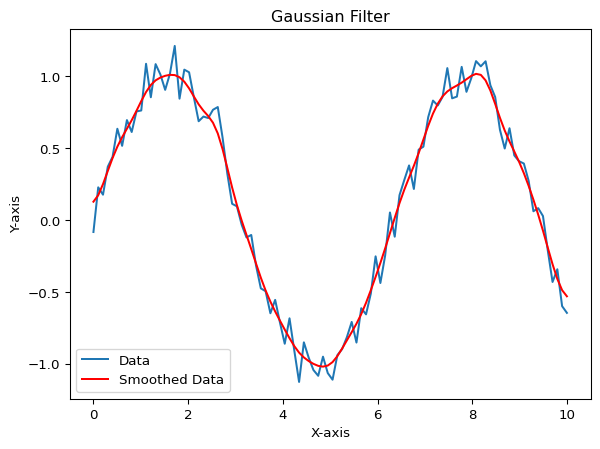 Gaussian Filter
Y-axis
1.0
0.5
0.0
−0.5
−1.0
Data
Smoothed Data
0 2 4 6 8 10
X-axis